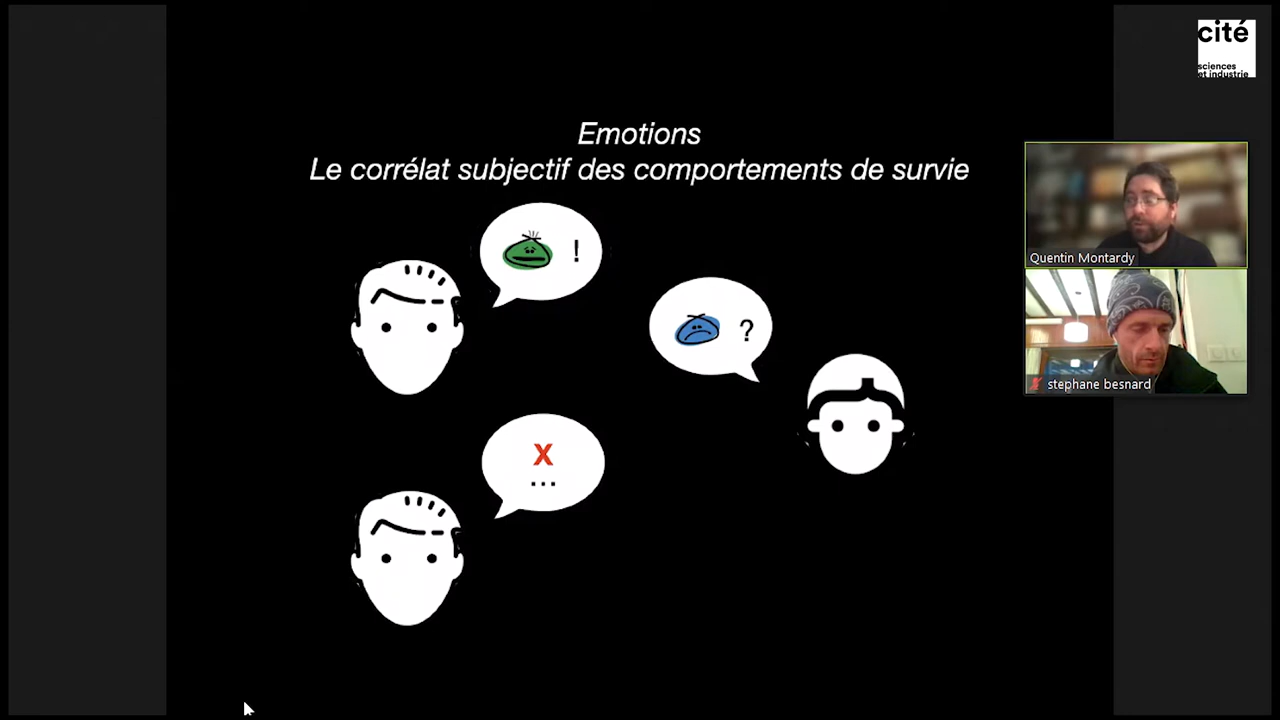 cité
sciences
et industrie
Emotions
Le corrélat subjectif des comportements de survie
!
?
X
...
Quentin Montardy
stephane besnard